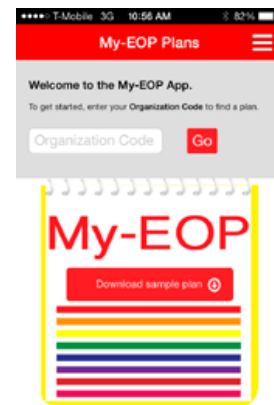 T-Mobile 3G 10:56 AM 82%
My-EOP Plans
Welcome to the My-EOP App.
To get started, enter your Organization Code to find a plan.
Organization Code Go
My-EOP
Download sample plan